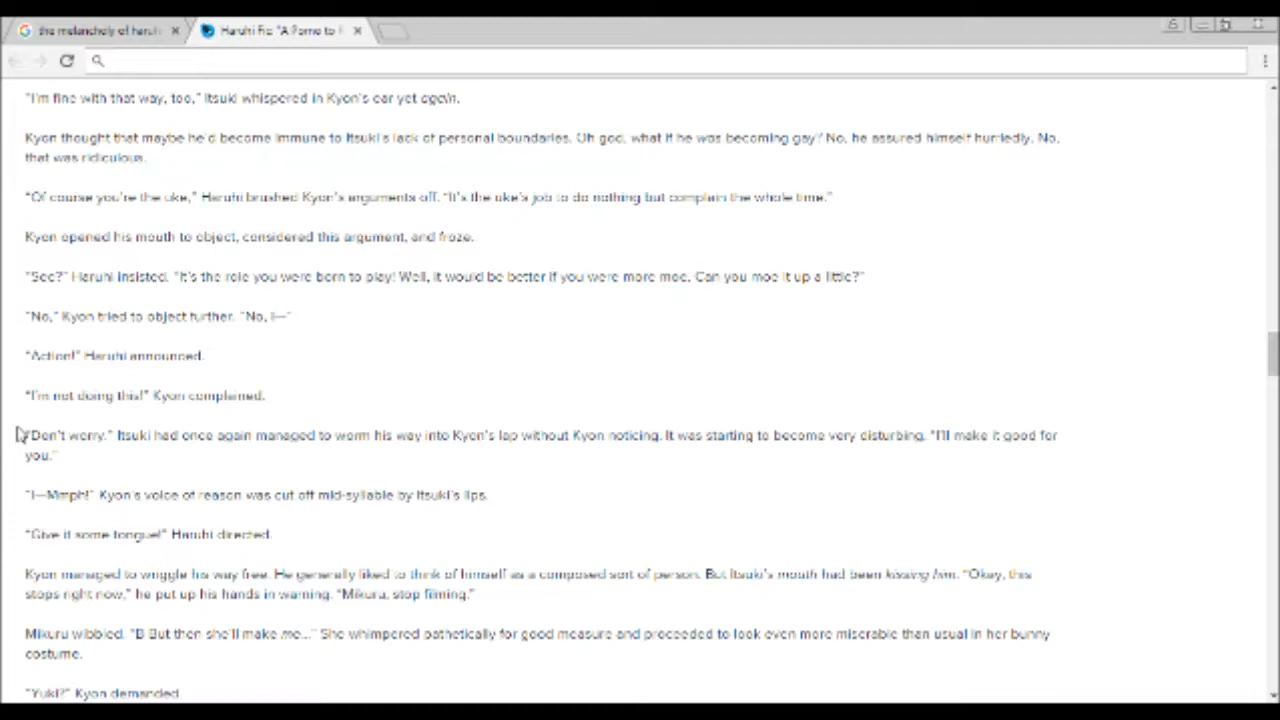 the melancholy of haruh
Haruhi Fic: "A Porno to
"I'm fine with that way, too," Itsuki whispered in Kyon's ear yet again.
Kyon thought that maybe he'd become immune to Itsuki's lack of personal boundaries. Oh god, what if he was becoming gay? No, he assured himself hurriedly. No,
that was ridiculous.
"Of course you're the uke," Haruhi brushed Kyon's arguments off. "It's the uke's job to do nothing but complain the whole time."
Kyon opened his mouth to object, considered this argument, and froze.
"See?" Haruhi insisted. "It's the role you were born to play! Well, it would be better if you were more moe. Can you moe it up a little?"
"No," Kyon tried to object further. "No, I—"
"Action!" Haruhi announced.
"I'm not doing this!" Kyon complained.
"Don't worry." Itsuki had once again managed to worm his way into Kyon's lap without Kyon noticing. It was starting to become very disturbing. "I'll make it good for
you."
"I—Mmph!" Kyon's voice of reason was cut off mid-syllable by Itsuki's lips.
"Give it some tongue!" Haruhi directed.
Kyon managed to wriggle his way free. He generally liked to think of himself as a composed sort of person. But Itsuki's mouth had been kissing him. "Okay, this
stops right now," he put up his hands in warning. "Mikuru, stop filming."
Mikuru wibbled. "B But then she'll make me..." She whimpered pathetically for good measure and proceeded to look even more miserable than usual in her bunny
costume.
"Yuki?" Kyon demanded